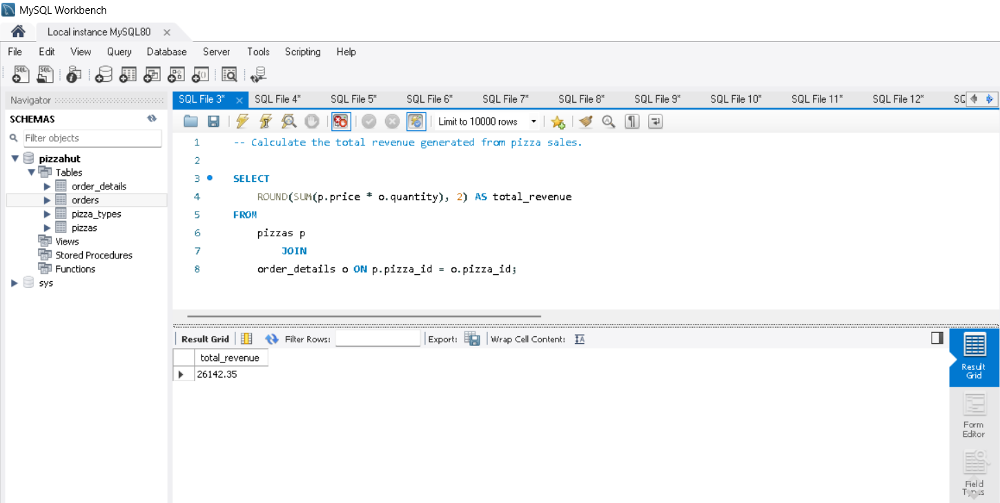 MySQL Workbench
Local instance MySQL80
File Edit View Query Database Server Tools Scripting Help
SQL SQL
Navigator
SQL File 3* SQL File 4* SQL File 5* SQL File 6* SQL File 7* SQL File 8* SQL File 9* SQL File 10* SQL File 11* SQL File 12* SQ
SCHEMAS
Limit to 10000 rows
Filter objects
pizzahut
Tables
order_details
orders
pizza_types
pizzas
Views
Stored Procedures
Functions
sys
1 -- Calculate the total revenue generated from pizza sales.
2
3 SELECT
4 ROUND(SUM(p.price * o.quantity), 2) AS total_revenue
5 FROM
6 pizzas p
7 JOIN
8 order_details o ON p.pizza_id = o.pizza_id;
Result Grid Filter Rows: Export: Wrap Cell Content: IA
total_revenue
26142.35
Result
Grid
Form
Editor
Field
Types